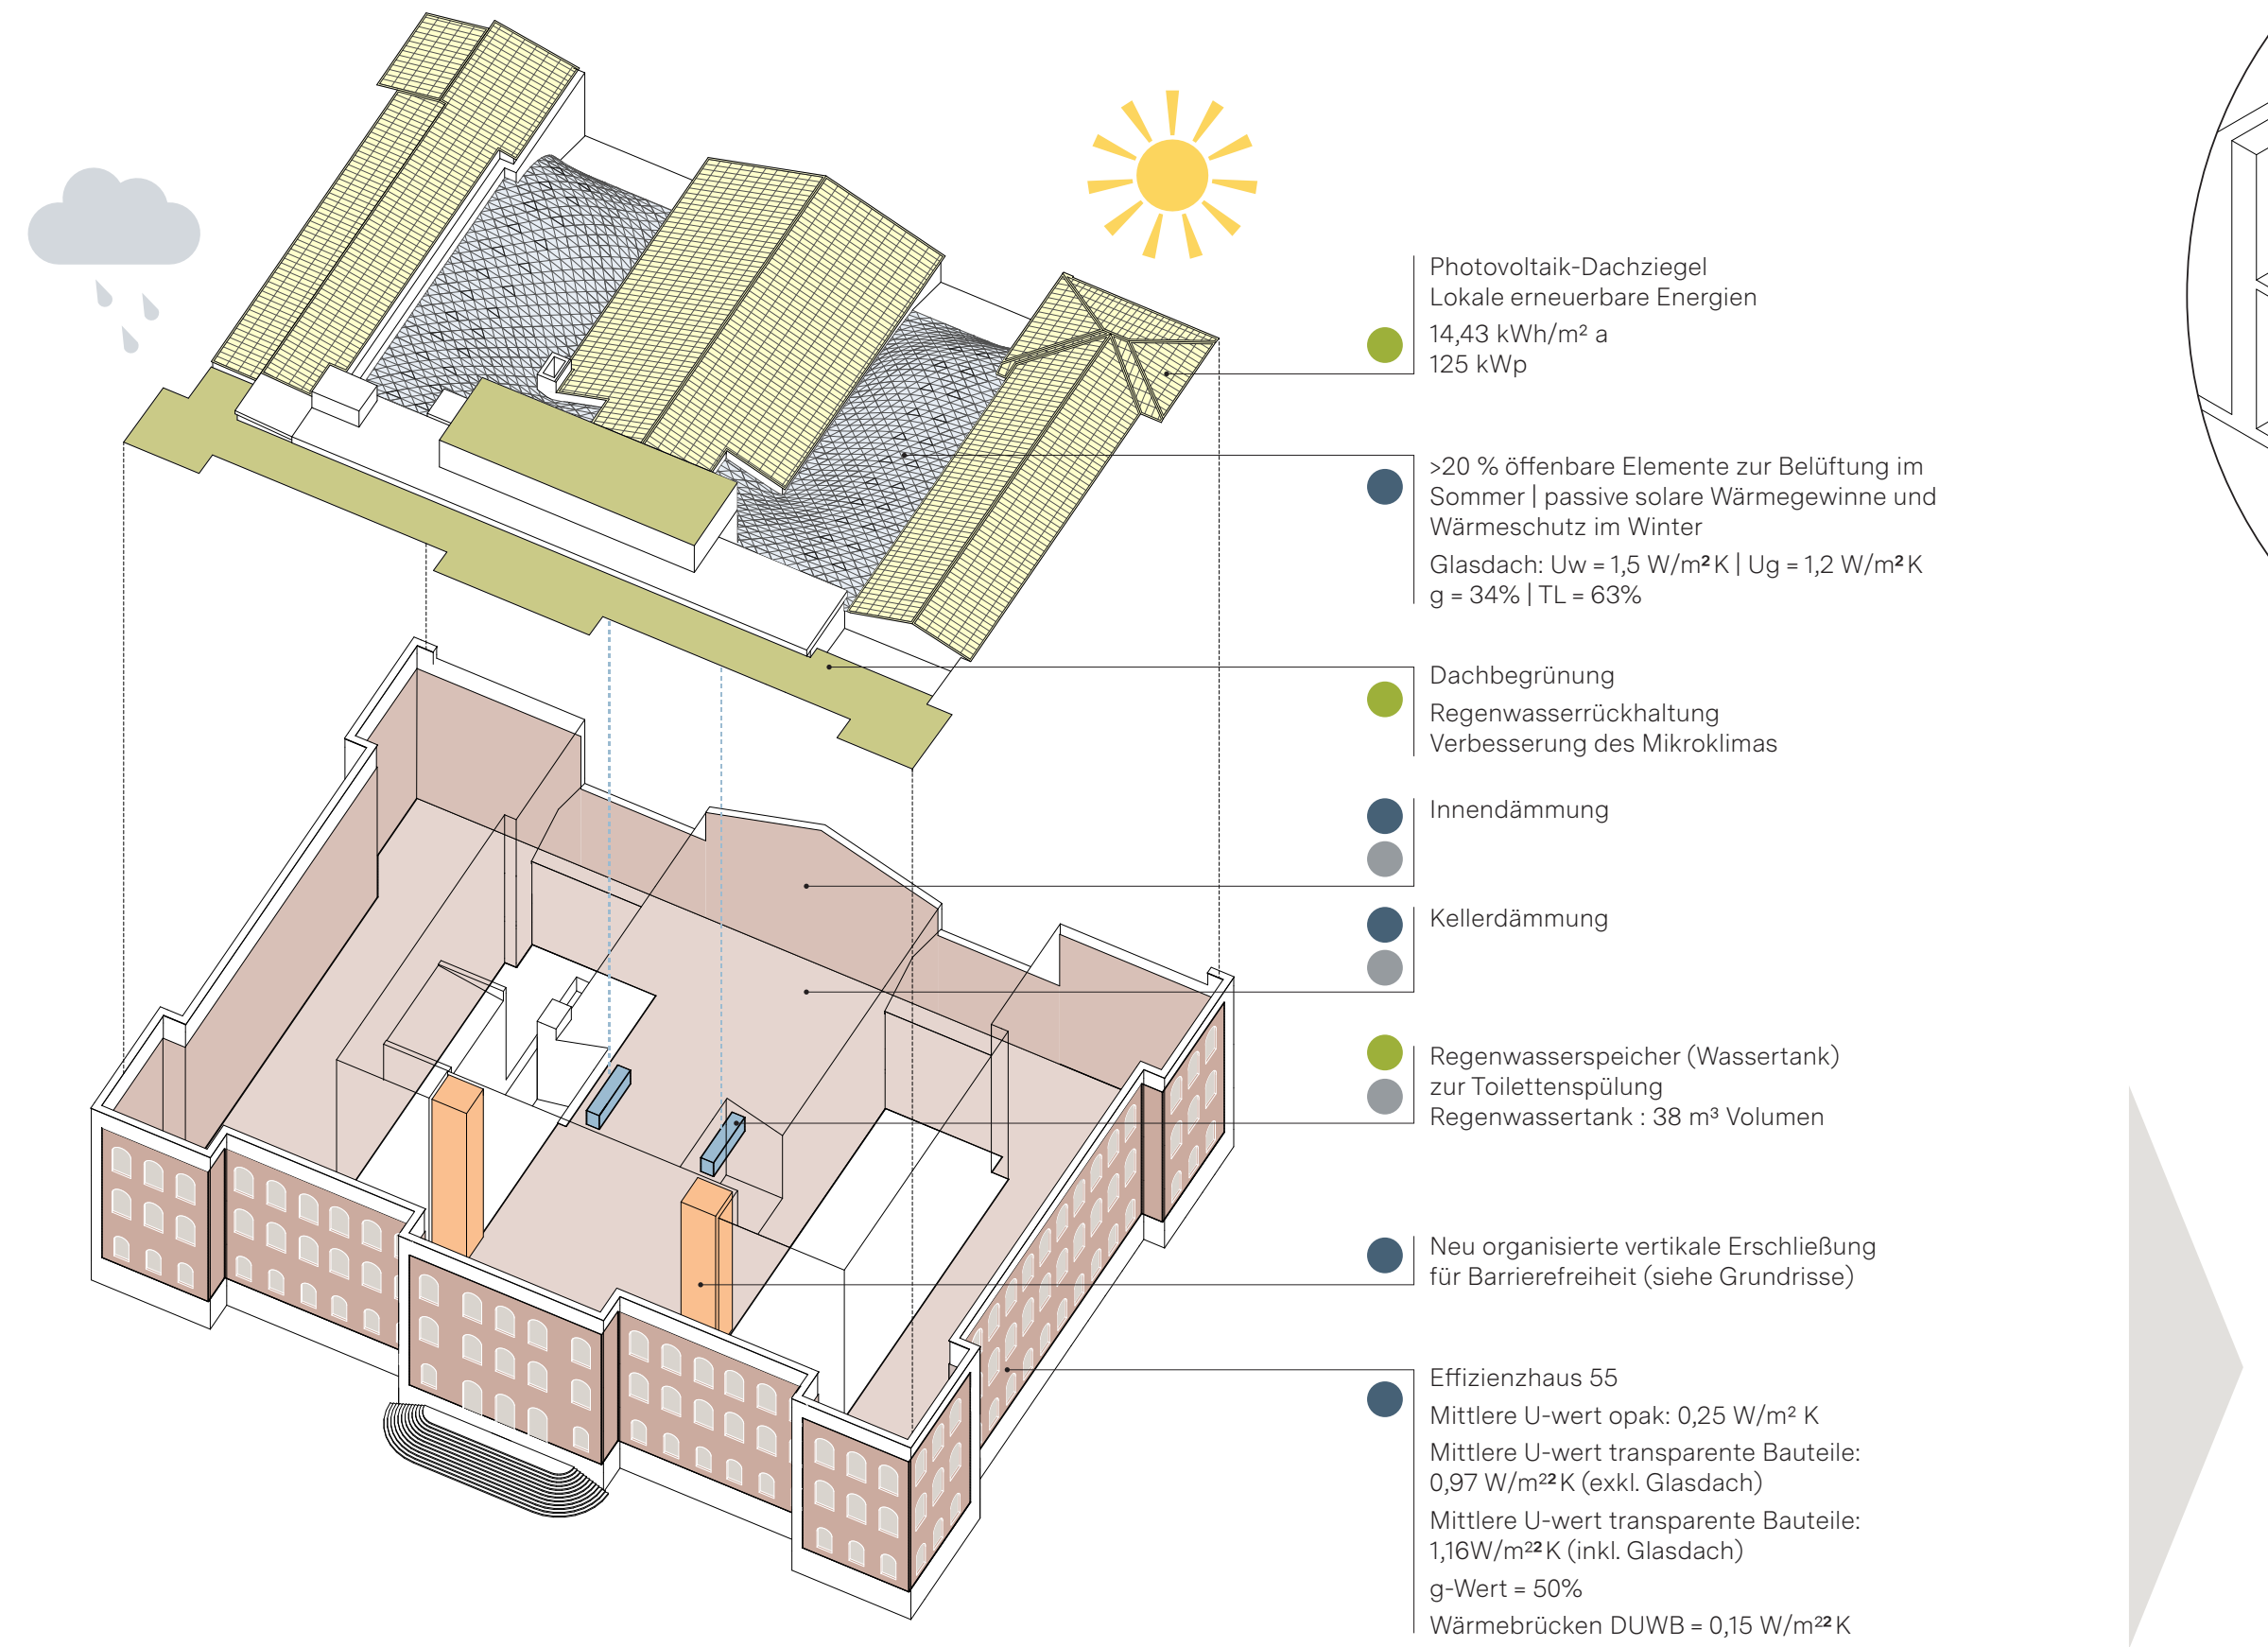 Photovoltaik-Dachziegel
Lokale erneuerbare Energien
14,43 kWh/m² a
125 kWp
>20 % öffenbare Elemente zur Belüftung im
Sommer | passive solare Wärmegewinne und
Wärmeschutz im Winter
Glasdach: Uw = 1,5 W/m²K | Ug = 1,2 W/m²K
g = 34% | TL = 63%
Dachbegrünung
Regenwasserrückhaltung
Verbesserung des Mikroklimas
Innendämmung
Kellerdämmung
Regenwasserspeicher (Wassertank)
zur Toilettenspülung
Regenwassertank : 38 m³ Volumen
Neu organisierte vertikale Erschließung
für Barrierefreiheit (siehe Grundrisse)
Effizienzhaus 55
Mittlere U-wert opak: 0,25 W/m² K
Mittlere U-wert transparente Bauteile:
0,97 W/m²²K (exkl. Glasdach)
Mittlere U-wert transparente Bauteile:
1,16W/m²²K (inkl. Glasdach)
g-Wert = 50%
Wärmebrücken DUWB = 0,15 W/m²²K